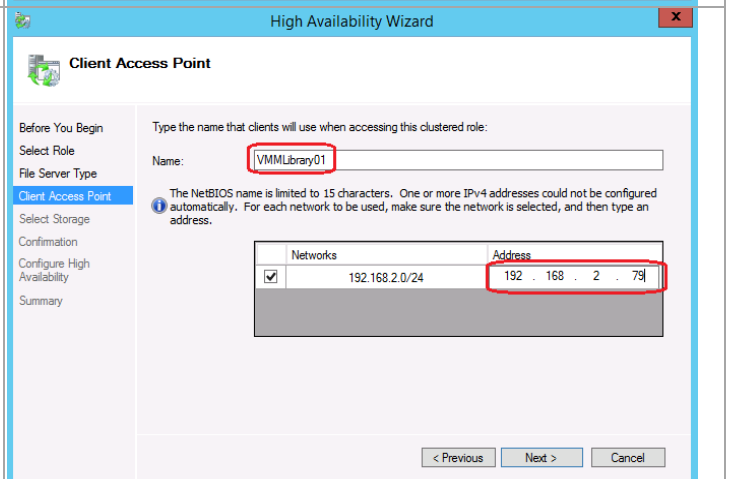 High Availability Wizard
x
Client Access Point
Before You Begin
Select Role
File Server Type
Client Access Point
Select Storage
Confirmation
Configure High
Availability
Summary
Type the name that clients will use when accessing this clustered role:
Name: VMMLibrary01
The NetBIOS name is limited to 15 characters. One or more IPv4 addresses could not be configured
automatically. For each network to be used, make sure the network is selected, and then type an
address.
Networks Address
192.168.2.0/24 192 . 168 . 2 . 79
< Previous Next > Cancel